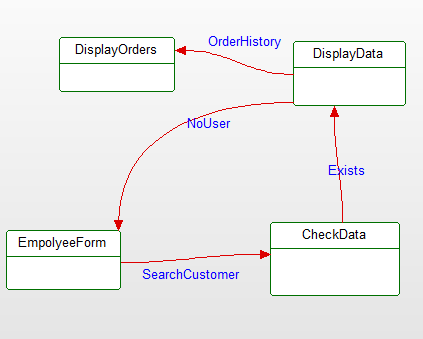 OrderHistory
DisplayOrders
DisplayData
NoUser
Exists
EmpolyeeForm
CheckData
SearchCustomer